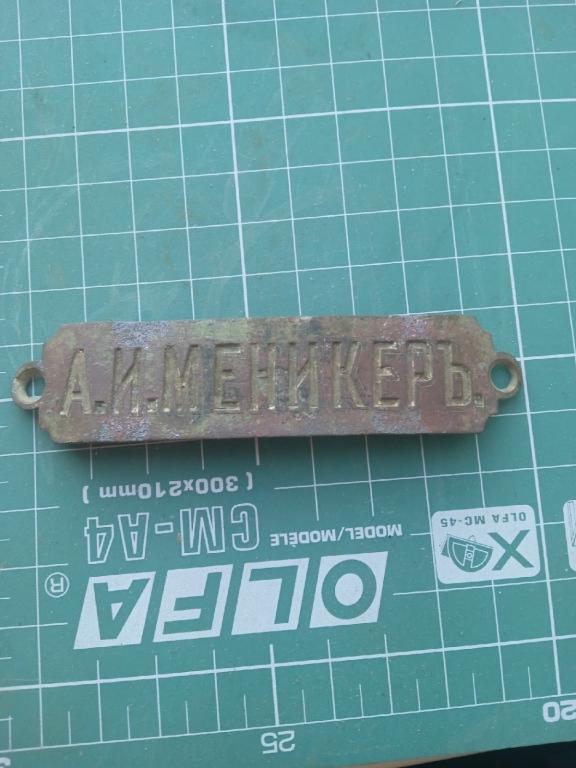 А.И.МЕНИКЕРЪ.
(300x210mm)
CM-A4
MODEL/MODÈLE
OLFA®
OLFA MC-45
25
20